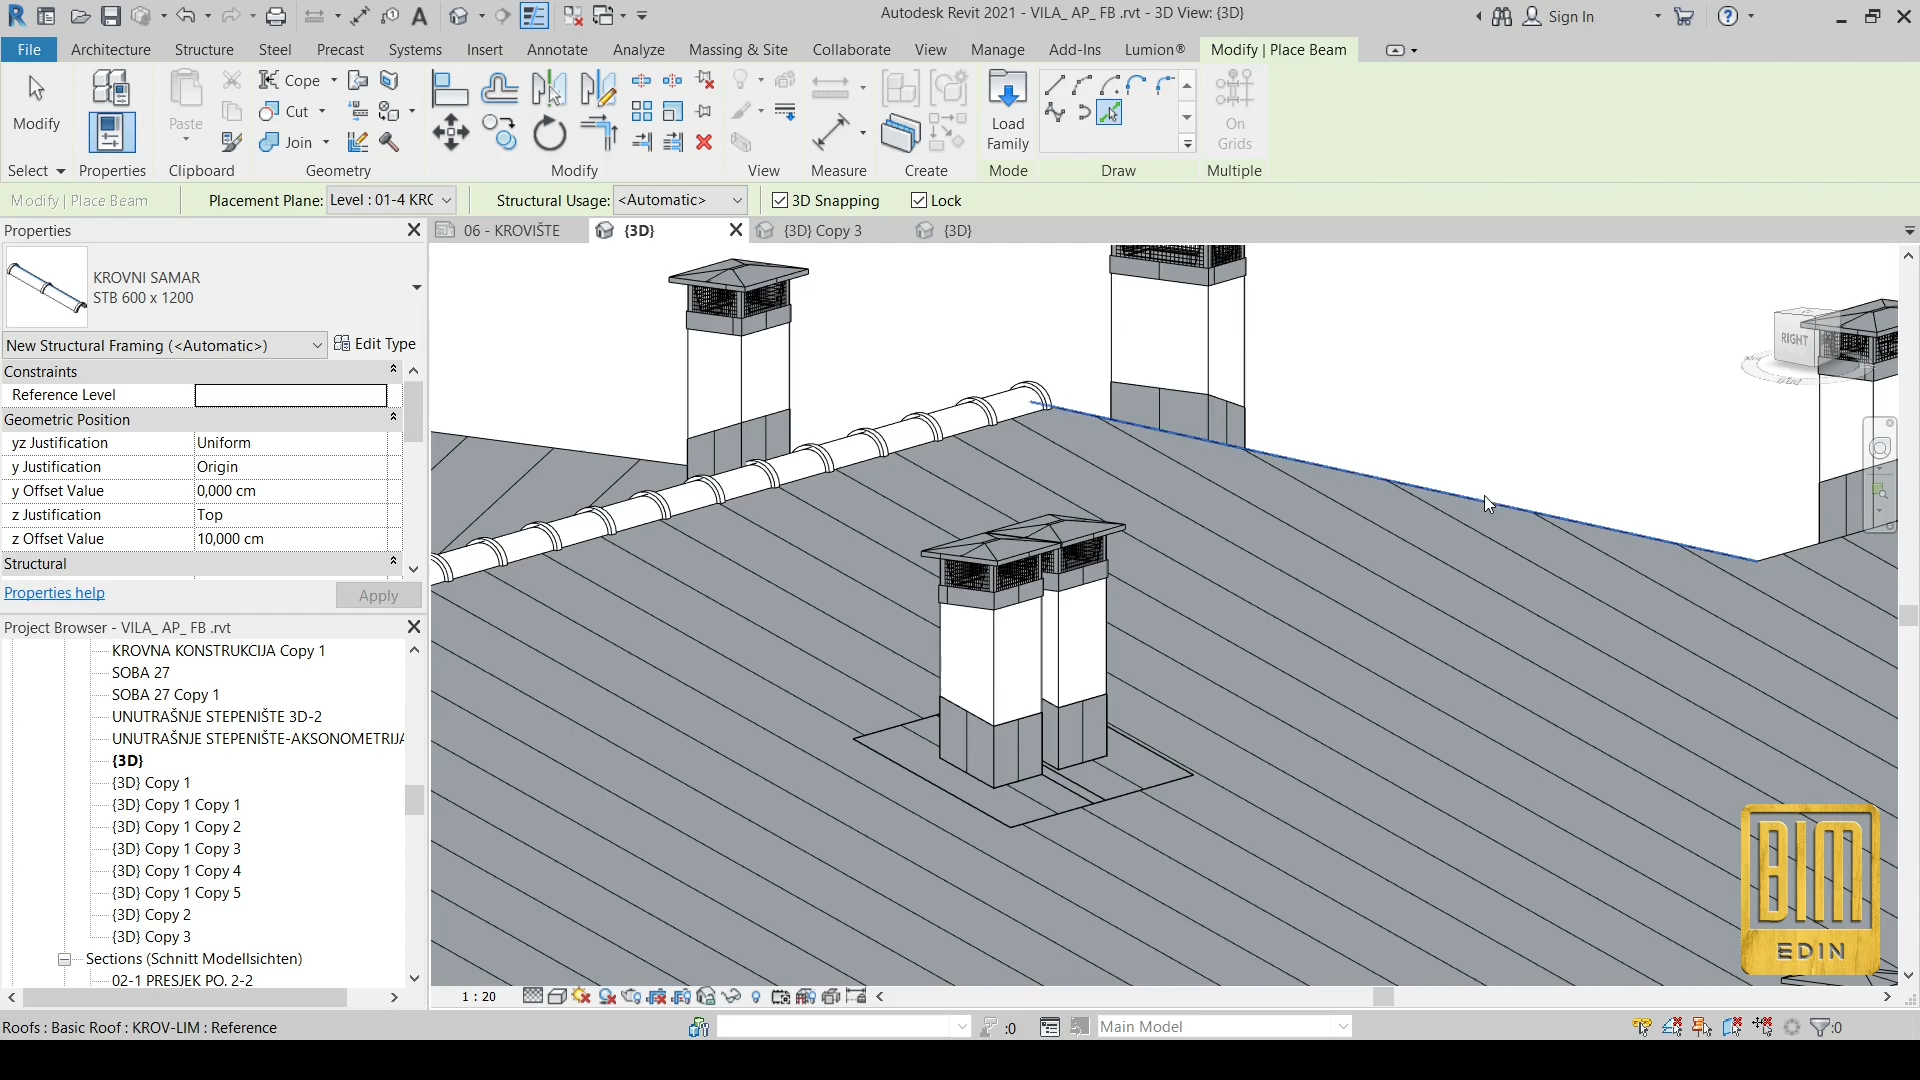 Autodesk Revit 2021 - VILA_ AP_ FB .rvt - 3D View: {3D}
Sign In
File Architecture Structure Steel Precast Systems Insert Annotate Analyze Massing & Site Collaborate View Manage Add-Ins Lumion® Modify | Place Beam
Modify
Paste
Cope
Cut
Join
Load
Family
On
Grids
Select Properties Clipboard Geometry Modify View Measure Create Mode Draw Multiple
Modify | Place Beam
Placement Plane: Level : 01-4 KRC
Structural Usage: <Automatic>
3D Snapping
Lock
Properties
06 - KROVIŠTE
{3D}
{3D} Copy 3
{3D}
KROVNI SAMAR
STB 600 x 1200
New Structural Framing (<Automatic>)
Edit Type
Constraints
Reference Level
Geometric Position
yz Justification Uniform
y Justification Origin
y Offset Value 0,000 cm
z Justification Top
z Offset Value 10,000 cm
Structural
Properties help
Apply
RIGHT
Project Browser - VILA_ AP_ FB .rvt
KROVNA KONSTRUKCIJA Copy 1
SOBA 27
SOBA 27 Copy 1
UNUTRAŠNJE STEPENIŠTE 3D-2
UNUTRAŠNJE STEPENIŠTE-AKSONOMETRIJA
{3D}
{3D} Copy 1
{3D} Copy 1 Copy 1
{3D} Copy 1 Copy 2
{3D} Copy 1 Copy 3
{3D} Copy 1 Copy 4
{3D} Copy 1 Copy 5
{3D} Copy 2
{3D} Copy 3
Sections (Schnitt Modellsichten)
02-1 PRESJEK PO. 2-2
BIM
EDIN
1 : 20
Roofs : Basic Roof : KROV-LIM : Reference
:0
Main Model
:0